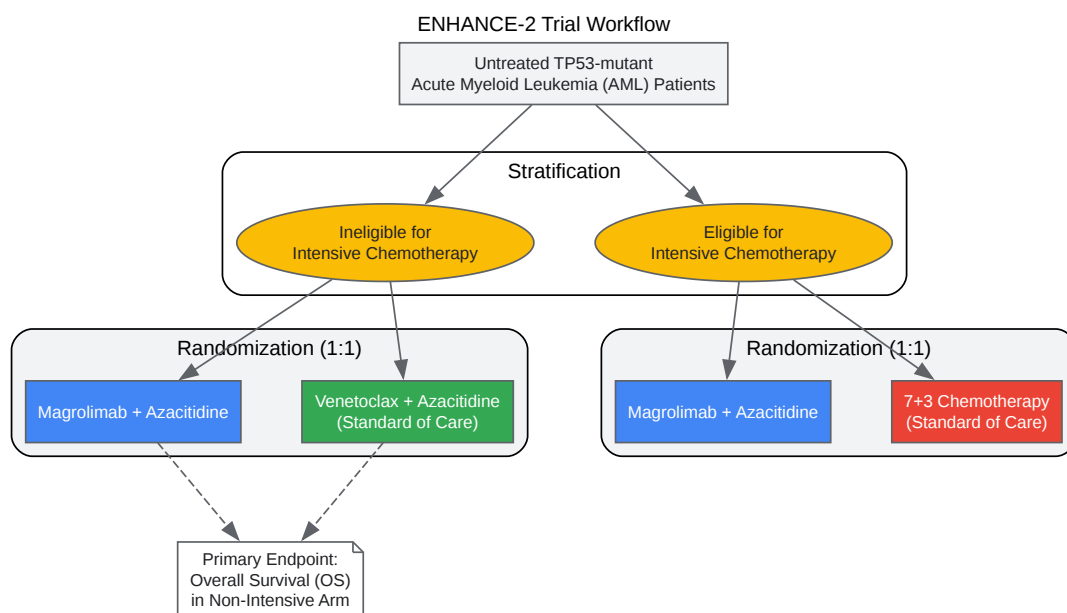 ENHANCE-2 Trial Workflow
Untreated TP53-mutant
Acute Myeloid Leukemia (AML) Patients
Stratification
Ineligible for
Intensive Chemotherapy
Eligible for
Intensive Chemotherapy
Randomization (1:1)
Magrolimab + Azacitidine
Venetoclax + Azacitidine
(Standard of Care)
Randomization (1:1)
Magrolimab + Azacitidine
7+3 Chemotherapy
(Standard of Care)
Primary Endpoint:
Overall Survival (OS)
in Non-Intensive Arm